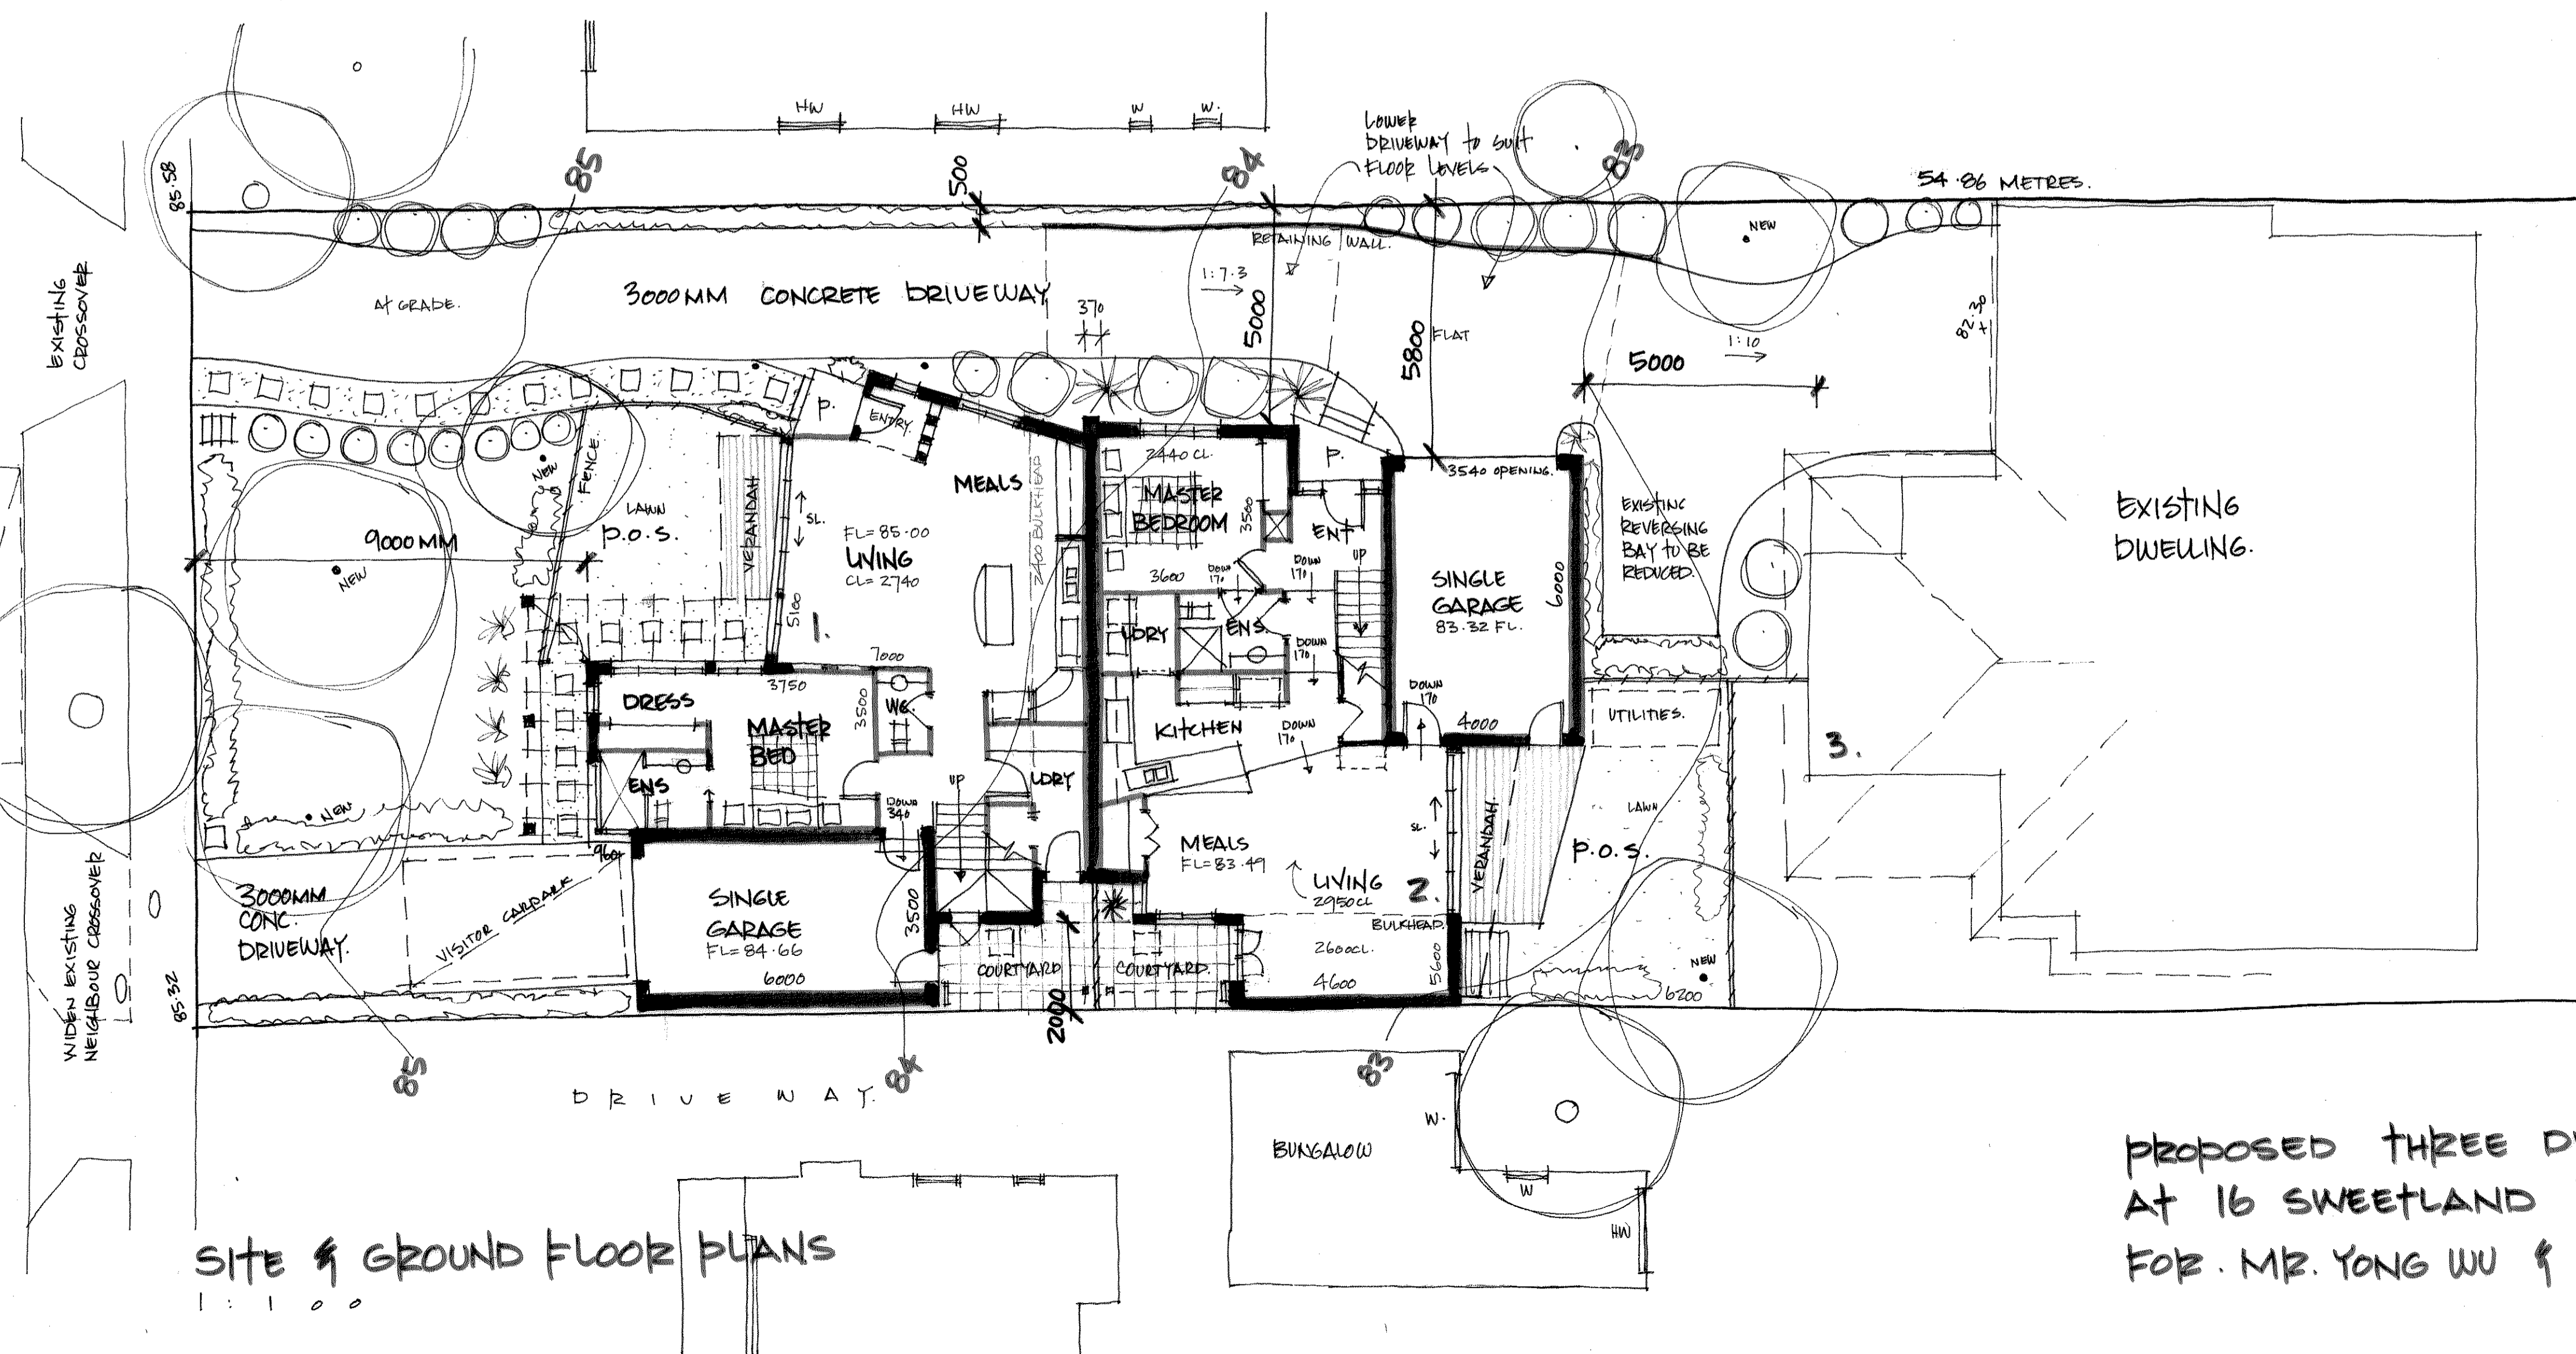 HW
HW
W
W.
LOWER
DRIVEWAY to SUIT
FLOOR LEVELS
85
500
84
83
85.58
54.86 METRES.
NEW
RETAINING WALL.
EXISTING
CROSSOVER
At GRADE.
3000MM CONCRETE DRIVEWAY
370
1:7.3
5000
5800
FLAT
5000
1:10
82.30
+
P.
ENTRY.
FENCE.
NEW
LAWN
P.O.S.
VERANDAH
SL.
5100
1.
9000MM
NEW
MEALS
FL=85.00
LIVING
CL=2740
2400 BULKHEAD
2440 CL.
MASTER
BEDROOM
3500
3600
P.
ENT
UP
DOWN
170
DOWN
170
DOWN
170
DOWN
170
DOWN
170
LDRY
ENS.
KITCHEN
3540 OPENING.
SINGLE
GARAGE
83.32 FL.
6000
4000
EXISTING
REVERSING
BAY to BE
REDUCED.
EXISTING
DWELLING.
UTILITIES.
3.
7000
3750
3500
DRESS
MASTER
BED
WC.
ENS
DOWN
340
UP
LDRY
NEW
960
3000MM
CONC.
DRIVEWAY.
VISITOR CARPARK
SINGLE
GARAGE
FL=84.66
6000
3500
COURTYARD
COURTYARD.
2000
MEALS
FL=83.49
LIVING
2950CL
2.
BULKHEAD.
2600CL.
4600
5600
SL.
VERANDAH.
LAWN
P.O.S.
NEW
6200
WIDEN EXISTING
NEIGHBOUR CROSSOVER
85.32
85
84
83
DRIVEWAY.
BUNGALOW
W.
W
HW
SITE & GROUND FLOOR PLANS
1:100
PROPOSED THREE D
At 16 SWEETLAND
FOR. MR. YONG WU &